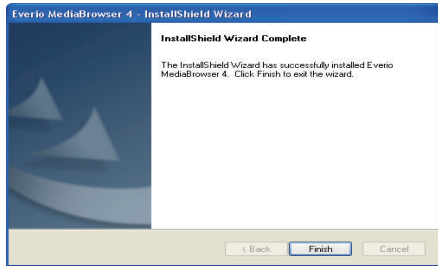 Everio MediaBrowser 4 - InstallShield Wizard
InstallShield Wizard Complete
The InstallShield Wizard has successfully installed Everio
MediaBrowser 4. Click Finish to exit the wizard.
< Back Finish Cancel